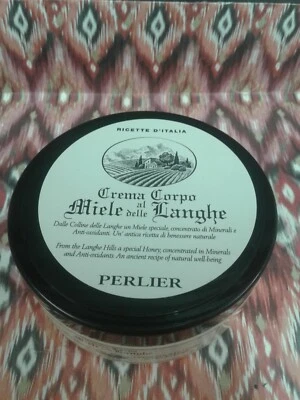 RICETTE D'ITALIA
Crema Corpo
al
Miele delle Langhe
Dalle Colline delle Langhe un Miele speciale, concentrato di Minerali e
Anti-ossidanti. Un' antica ricetta di benessere naturale
From the Langhe Hills a special Honey, concentrated in Minerals
and Anti-oxidants. An ancient recipe of natural well-being
PERLIER